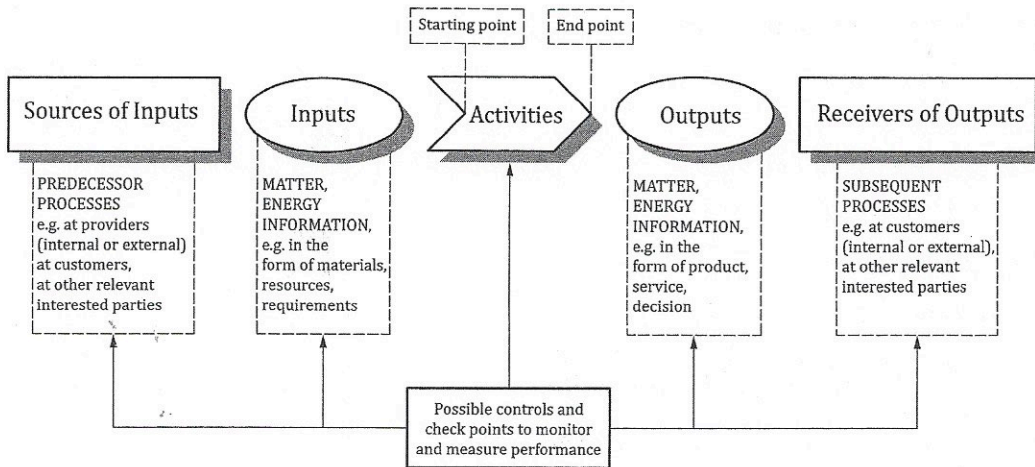 Starting point
End point
Sources of Inputs
Inputs
Activities
Outputs
Receivers of Outputs
PREDECESSOR
PROCESSES
e.g. at providers
(internal or external)
at customers,
at other relevant
interested parties
MATTER,
ENERGY
INFORMATION,
e.g. in the
form of materials,
resources,
requirements
MATTER,
ENERGY
INFORMATION,
e.g. in the
form of product,
service,
decision
SUBSEQUENT
PROCESSES
e.g. at customers
(internal or external),
at other relevant
interested parties
Possible controls and
check points to monitor
and measure performance